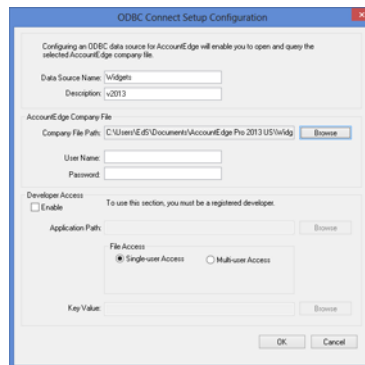 ODBC Connect Setup Configuration
Configuring an ODBC data source for AccountEdge will enable you to open and query the
selected AccountEdge company file.
Data Source Name: Widgets
Description: v2013
AccountEdge Company File
Company File Path: C:\Users\EdS\Documents\AccountEdge Pro 2013 US\Widg Browse
User Name:
Password:
Developer Access
Enable To use this section, you must be a registered developer.
Application Path: Browse
File Access
Single-user Access Multi-user Access
Key Value: Browse
OK Cancel